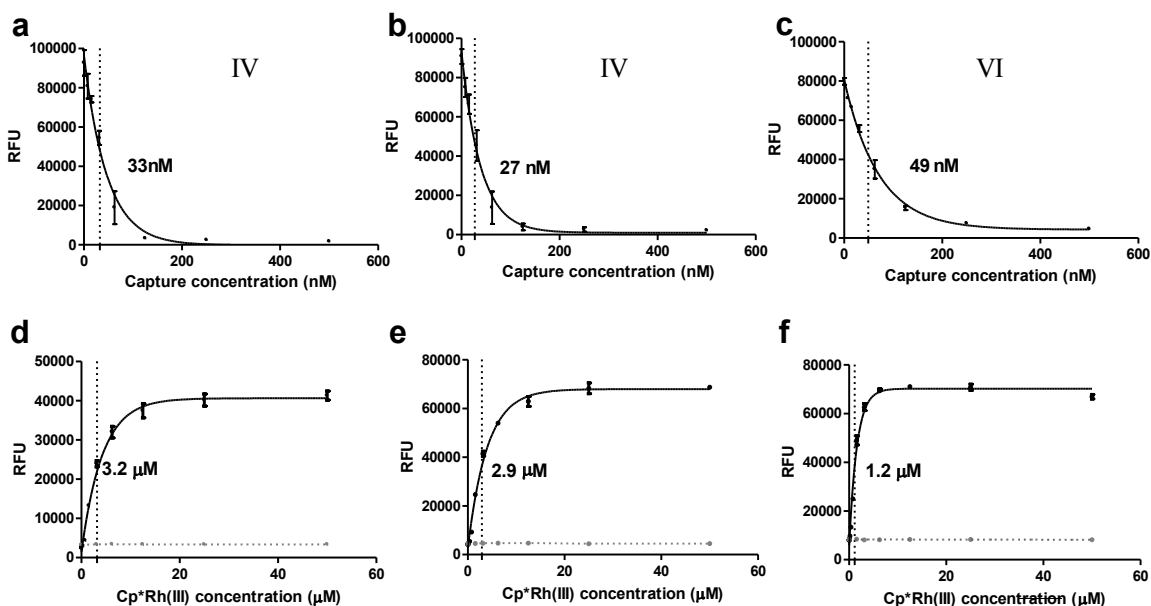 a
IV
100000
80000
60000
40000
20000
0
RFU
33nM
0 200 400 600
Capture concentration (nM)
b
IV
100000
80000
60000
40000
20000
0
RFU
27 nM
0 200 400 600
Capture concentration (nM)
c
VI
100000
80000
60000
40000
20000
0
RFU
49 nM
0 200 400 600
Capture concentration (nM)
d
50000
40000
30000
20000
10000
0
RFU
3.2 µM
0 20 40 60
Cp*Rh(III) concentration (µM)
e
80000
60000
40000
20000
0
RFU
2.9 µM
0 20 40 60
Cp*Rh(III) concentration (µM)
f
80000
60000
40000
20000
0
RFU
1.2 µM
0 20 40 60
Cp*Rh(III) concentration (µM)